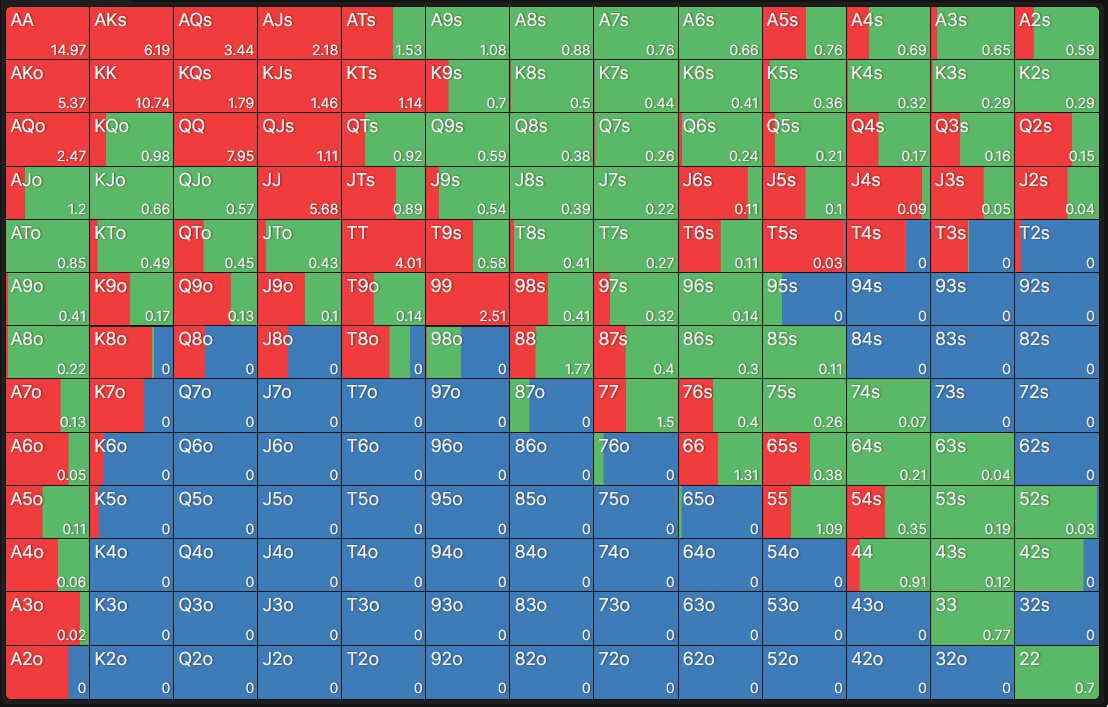 AA AKs AQs AJs ATs A9s A8s A7s A6s A5s A4s A3s A2s
14.97 6.19 3.44 2.18 1.53 1.08 0.88 0.76 0.66 0.76 0.69 0.65 0.59
AKo KK KQs KJs KTs K9s K8s K7s K6s K5s K4s K3s K2s
5.37 10.74 1.79 1.46 1.14 0.7 0.5 0.44 0.41 0.36 0.32 0.29 0.29
AQo KQo QQ QJs QTs Q9s Q8s Q7s Q6s Q5s Q4s Q3s Q2s
2.47 0.98 7.95 1.11 0.92 0.59 0.38 0.26 0.24 0.21 0.17 0.16 0.15
AJo KJo QJo JJ JTs J9s J8s J7s J6s J5s J4s J3s J2s
1.2 0.66 0.57 5.68 0.89 0.54 0.39 0.22 0.11 0.1 0.09 0.05 0.04
ATo KTo QTo JTo TT T9s T8s T7s T6s T5s T4s T3s T2s
0.85 0.49 0.45 0.43 4.01 0.58 0.41 0.27 0.11 0.03 0 0 0
A9o K9o Q9o J9o T9o 99 98s 97s 96s 95s 94s 93s 92s
0.41 0.17 0.13 0.1 0.14 2.51 0.41 0.32 0.14 0 0 0 0
A8o K8o Q8o J8o T8o 98o 88 87s 86s 85s 84s 83s 82s
0.22 0 0 0 0 0 1.77 0.4 0.3 0.11 0 0 0
A7o K7o Q7o J7o T7o 97o 87o 77 76s 75s 74s 73s 72s
0.13 0 0 0 0 0 0 1.5 0.4 0.26 0.07 0 0
A6o K6o Q6o J6o T6o 96o 86o 76o 66 65s 64s 63s 62s
0.05 0 0 0 0 0 0 0 1.31 0.38 0.21 0.04 0
A5o K5o Q5o J5o T5o 95o 85o 75o 65o 55 54s 53s 52s
0.11 0 0 0 0 0 0 0 0 1.09 0.35 0.19 0.03
A4o K4o Q4o J4o T4o 94o 84o 74o 64o 54o 44 43s 42s
0.06 0 0 0 0 0 0 0 0 0 0.91 0.12 0
A3o K3o Q3o J3o T3o 93o 83o 73o 63o 53o 43o 33 32s
0.02 0 0 0 0 0 0 0 0 0 0 0.77 0
A2o K2o Q2o J2o T2o 92o 82o 72o 62o 52o 42o 32o 22
0 0 0 0 0 0 0 0 0 0 0 0 0.7